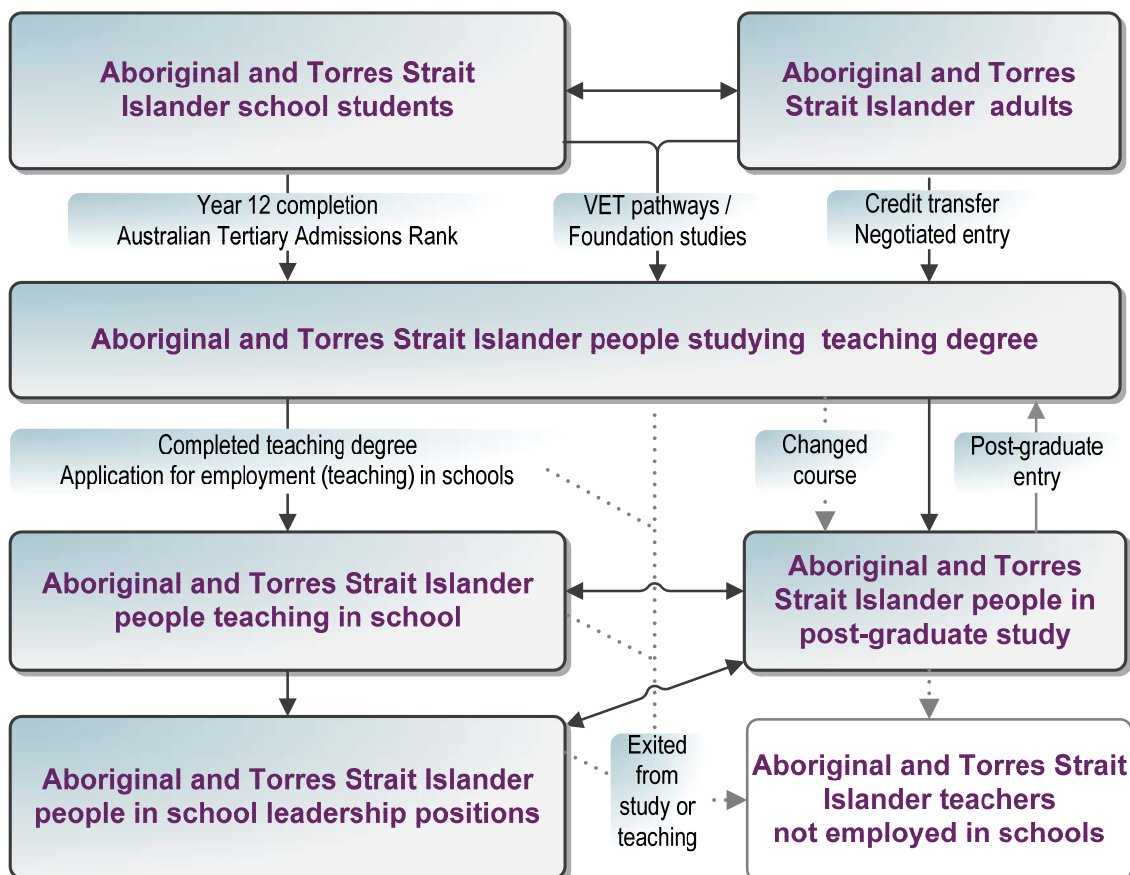 Aboriginal and Torres Strait
Islander school students
Aboriginal and Torres
Strait Islander adults
Year 12 completion
Australian Tertiary Admissions Rank
VET pathways /
Foundation studies
Credit transfer
Negotiated entry
Aboriginal and Torres Strait Islander people studying teaching degree
Completed teaching degree
Application for employment (teaching) in schools
Changed
course
Post-graduate
entry
Aboriginal and Torres Strait Islander
people teaching in school
Aboriginal and Torres
Strait Islander people in
post-graduate study
Aboriginal and Torres Strait Islander
people in school leadership positions
Exited
from
study or
teaching
Aboriginal and Torres Strait
Islander teachers
not employed in schools